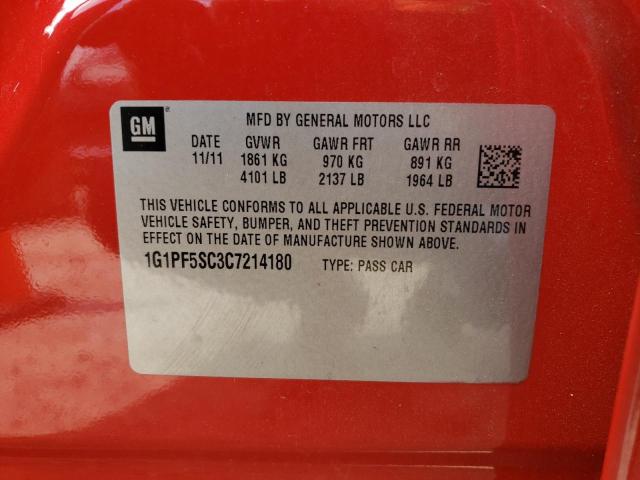 GM
MFD BY GENERAL MOTORS LLC
DATE GVWR GAWR FRT GAWR RR
11/11 1861 KG 970 KG 891 KG
4101 LB 2137 LB 1964 LB
THIS VEHICLE CONFORMS TO ALL APPLICABLE U.S. FEDERAL MOTOR
VEHICLE SAFETY, BUMPER, AND THEFT PREVENTION STANDARDS IN
EFFECT ON THE DATE OF MANUFACTURE SHOWN ABOVE.
1G1PF5SC3C7214180 TYPE: PASS CAR